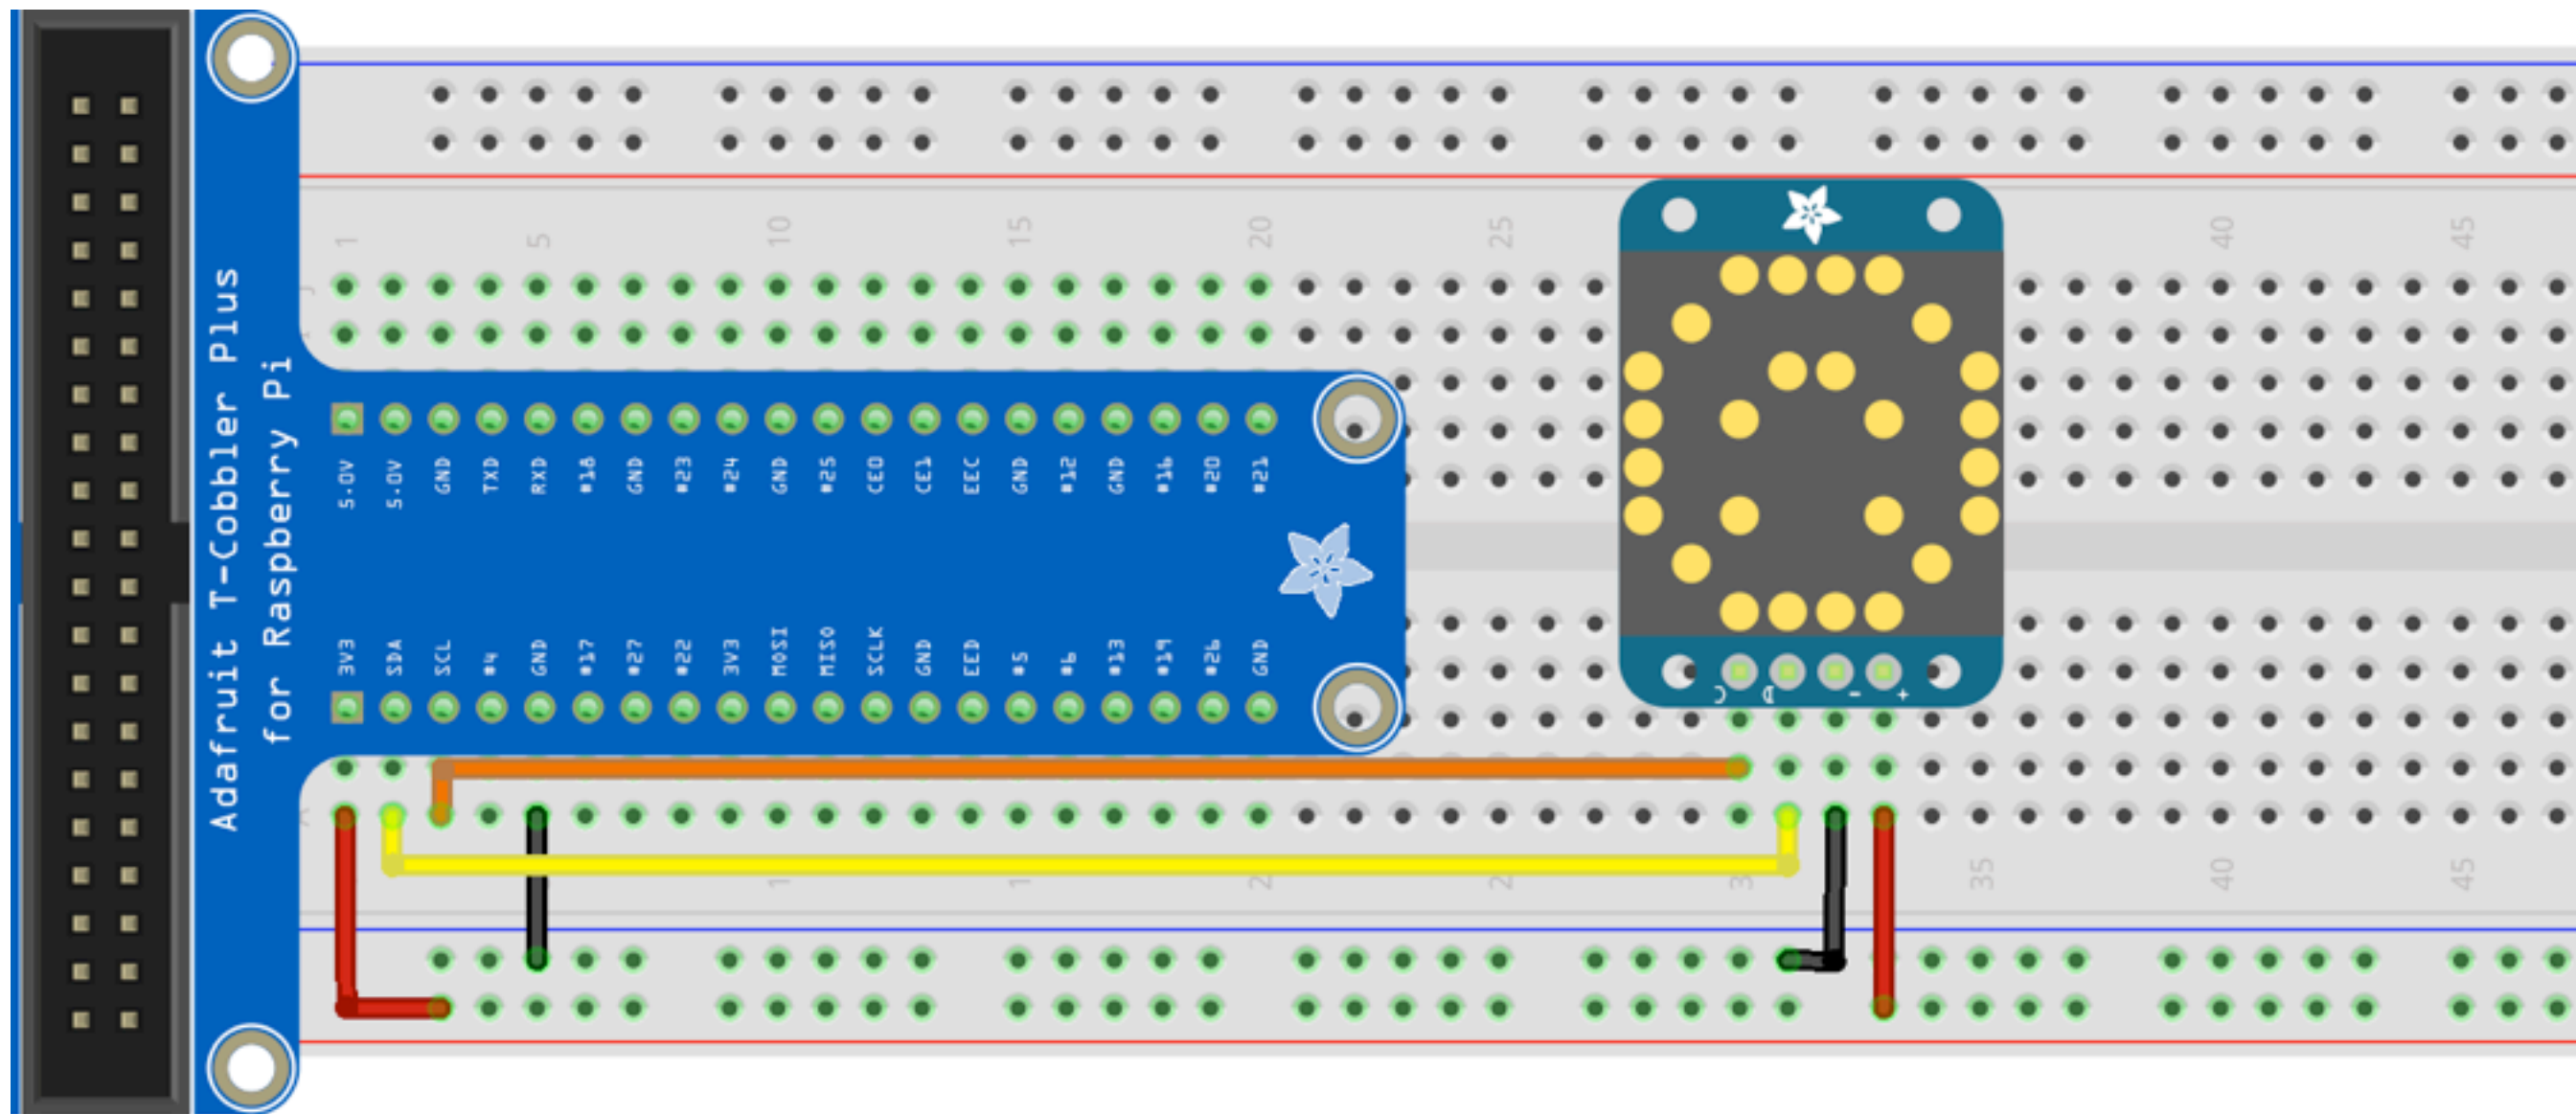 Adafruit T-Cobbler Plus
for Raspberry Pi
1 5 10 15 20 25 40 45
J
5.0V 5.0V GND TXD RXD #18 GND #23 #24 GND #25 CE0 CE1 EEC GND #12 GND #16 #20 #21
3V3 SDA SCL #4 GND #17 #27 #22 3V3 MOSI MISO SCLK GND EED #5 #6 #13 #19 #26 GND
C D - +
35 40 45